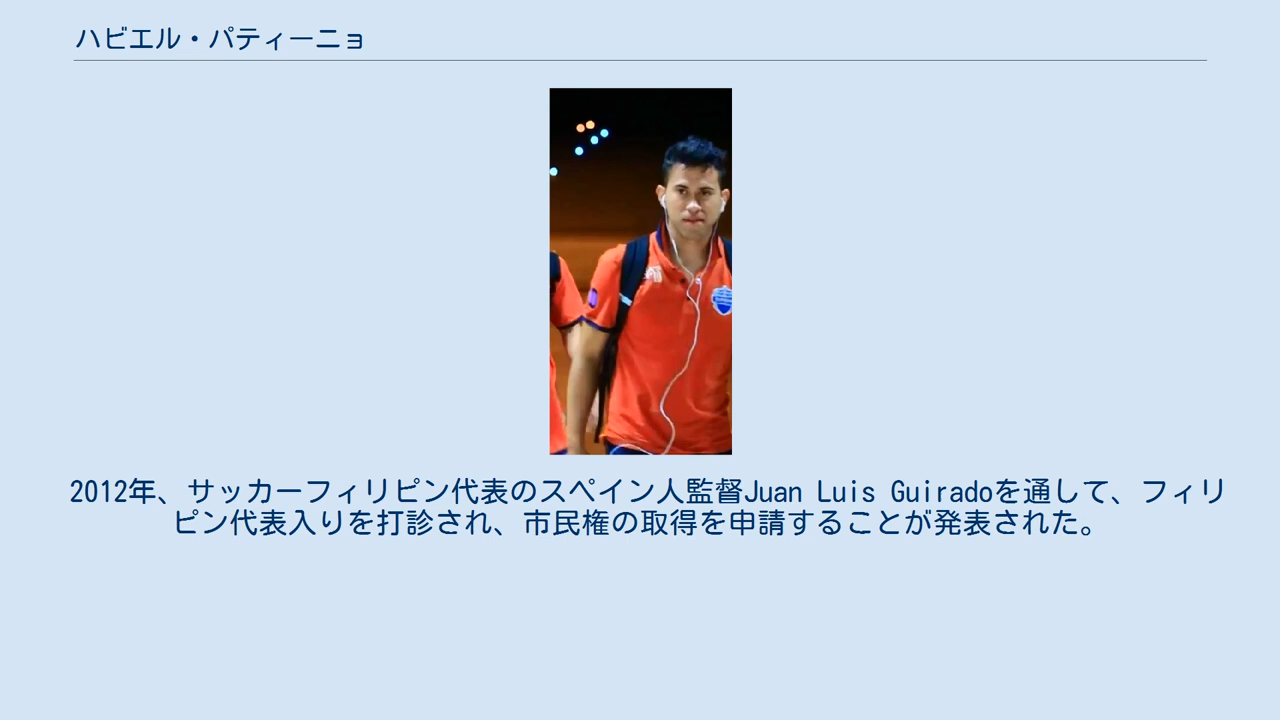 ハビエル・パティーニョ
2012年、サッカーフィリピン代表のスペイン人監督Juan Luis Guiradoを通して、フィリ
ピン代表入りを打診され、市民権の取得を申請することが発表された。